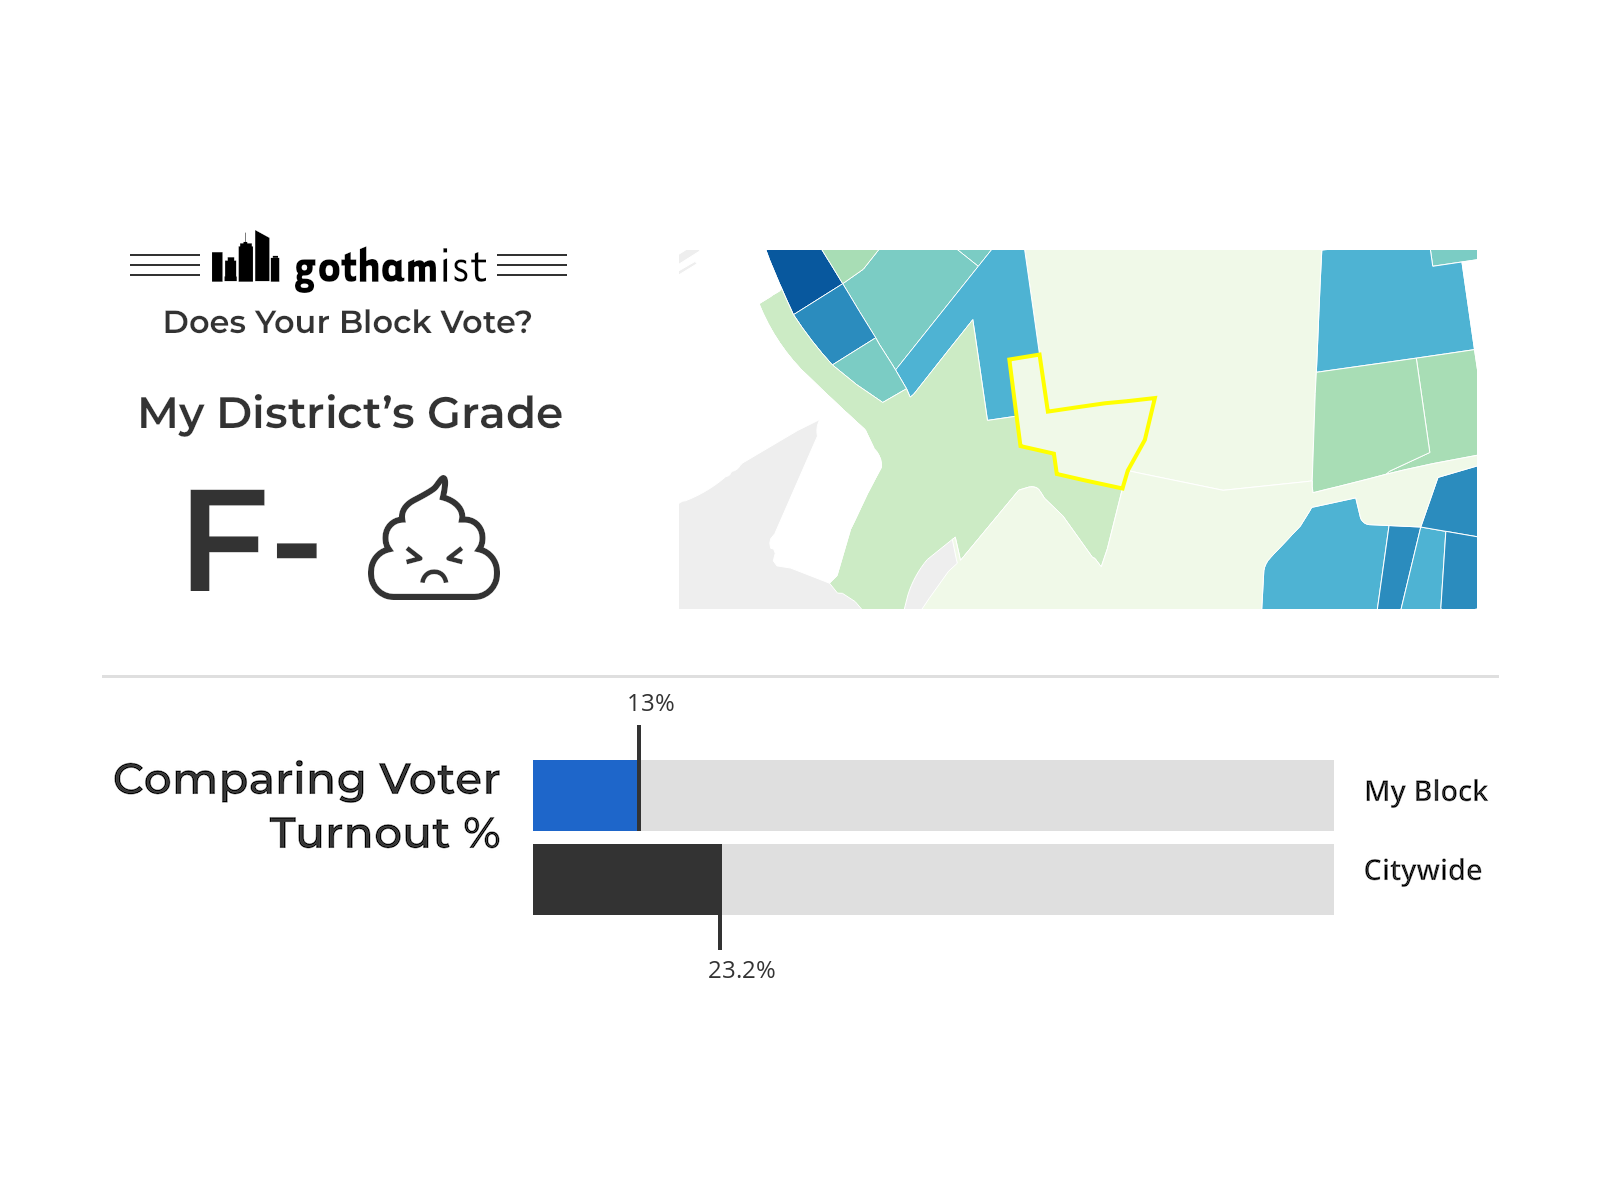 gothamist
Does Your Block Vote?
My District’s Grade
F-
13%
Comparing Voter
Turnout %
My Block
Citywide
23.2%